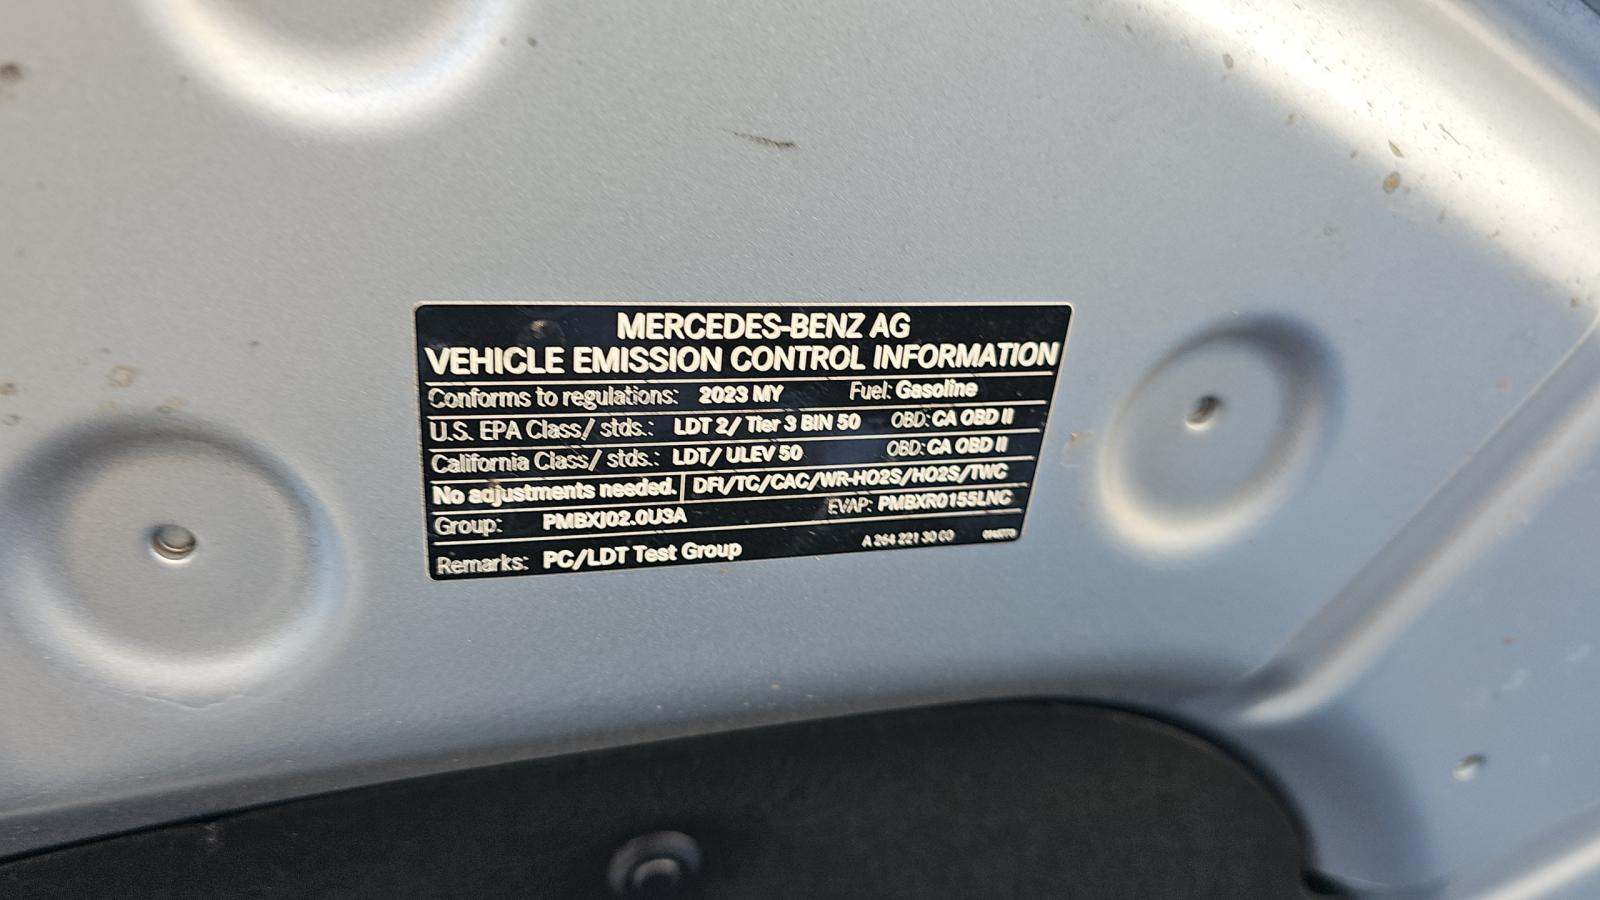 MERCEDES-BENZ AG
VEHICLE EMISSION CONTROL INFORMATION
Conforms to regulations: 2023 MY Fuel: Gasoline
U.S. EPA Class/ stds.: LDT 2/ Tier 3 BIN 50 OBD: CA OBD II
California Class/ stds.: LDT/ ULEV 50 OBD: CA OBD II
No adjustments needed. DFI/TC/CAC/WR-HO2S/HO2S/TWC
Group: PMBXJ02.0U3A EVAP: PMBXR0155LNC
Remarks: PC/LDT Test Group A 264 221 30 00